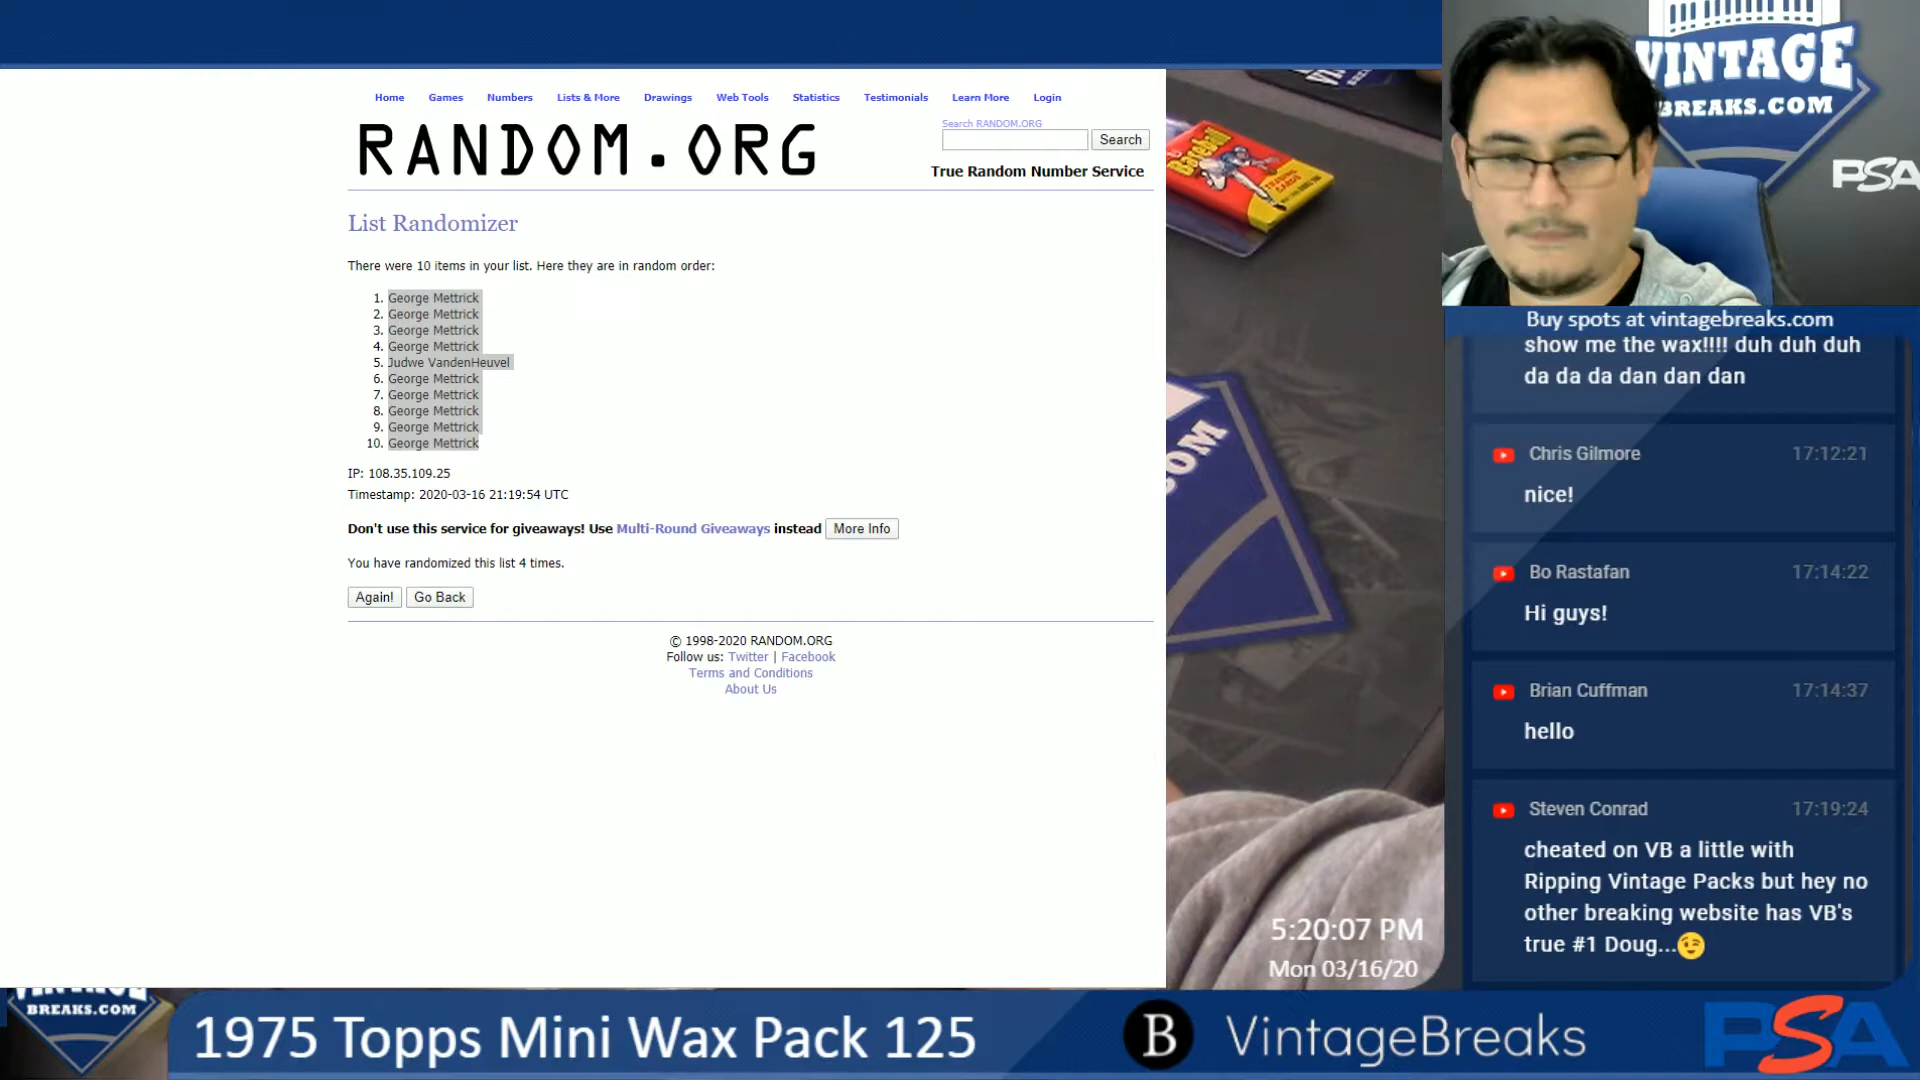 Home Games Numbers Lists & More Drawings Web Tools Statistics Testimonials Learn More Login
RANDOM.ORG
Search RANDOM.ORG
Search
True Random Number Service
List Randomizer
There were 10 items in your list. Here they are in random order:
1. George Mettrick
2. George Mettrick
3. George Mettrick
4. George Mettrick
5. Judwe VandenHeuvel
6. George Mettrick
7. George Mettrick
8. George Mettrick
9. George Mettrick
10. George Mettrick
IP: 108.35.109.25
Timestamp: 2020-03-16 21:19:54 UTC
Don't use this service for giveaways! Use Multi-Round Giveaways instead More Info
You have randomized this list 4 times.
Again! Go Back
© 1998-2020 RANDOM.ORG
Follow us: Twitter | Facebook
Terms and Conditions
About Us
Baseball
TRADING
CARDS
OM
VINTAGE
BREAKS.COM
PSA
Buy spots at vintagebreaks.com
show me the wax!!!! duh duh duh
da da da dan dan dan
Chris Gilmore 17:12:21
nice!
Bo Rastafan 17:14:22
Hi guys!
Brian Cuffman 17:14:37
hello
Steven Conrad 17:19:24
cheated on VB a little with
Ripping Vintage Packs but hey no
other breaking website has VB's
true #1 Doug...😉
5:20:07 PM
Mon 03/16/20
VINTAGE
BREAKS.COM
1975 Topps Mini Wax Pack 125
B VintageBreaks
PSA